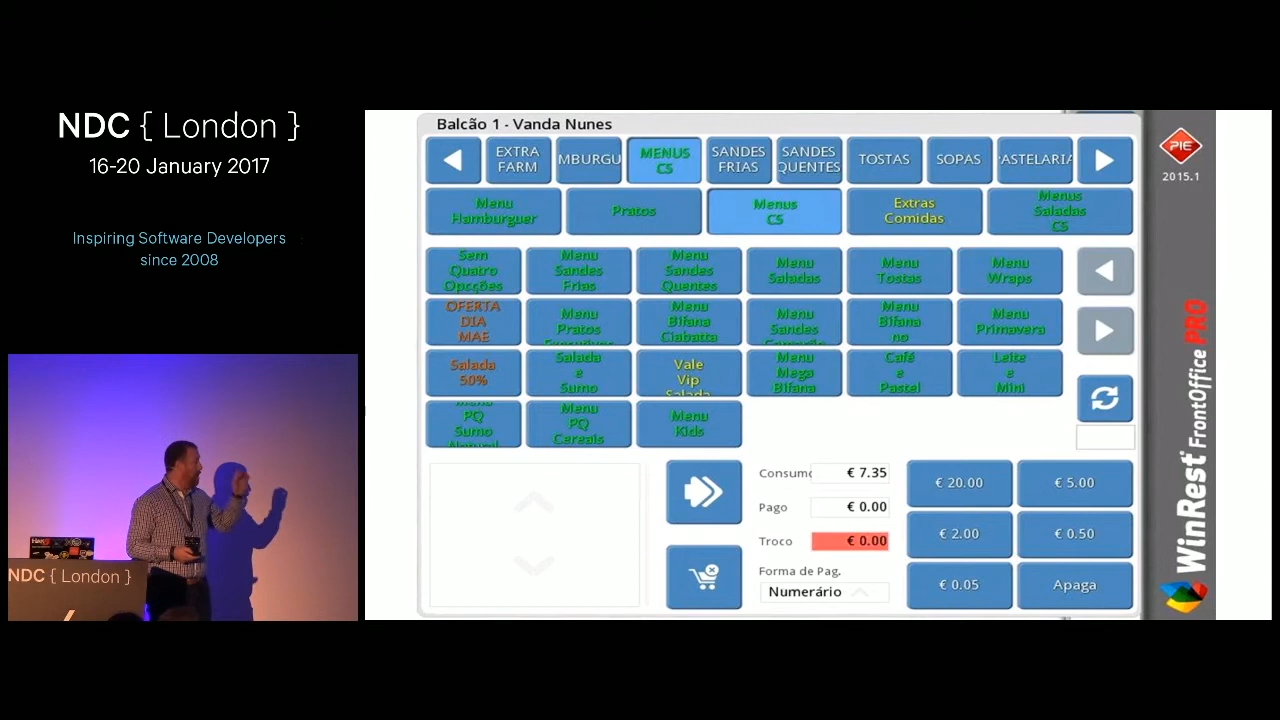 NDC { London }
16-20 January 2017
Inspiring Software Developers
since 2008
NDC { London }
Balcão 1 - Vanda Nunes
EXTRA
FARM
MBURGU
MENUS
CS
SANDES
FRIAS
SANDES
QUENTES
TOSTAS
SOPAS
ASTELARIA
Menu
Hamburguer
Pratos
Menus
CS
Extras
Comidas
Menus
Saladas
CS
Sem
Quatro
Opcções
Menu
Sandes
Frias
Menu
Sandes
Quentes
Menu
Saladas
Menu
Tostas
Menu
Wraps
OFERTA
DIA
MAE
Menu
Pratos
Executivos
Menu
Bifana
Ciabatta
Menu
Sandes
Menu
Bifana
no
Menu
Primavera
Salada
50%
Salada
e
Sumo
Vale
Vip
Salada
Menu
Mega
Bifana
Café
e
Pastel
Leite
e
Mini
Menu
PQ
Sumo
Natural
Menu
PQ
Cereais
Menu
Kids
Consumo
€ 7.35
Pago
€ 0.00
Troco
€ 0.00
Forma de Pag.
Numerário
€ 20.00
€ 5.00
€ 2.00
€ 0.50
€ 0.05
Apaga
PIE
2015.1
WinRest FrontOffice PRO